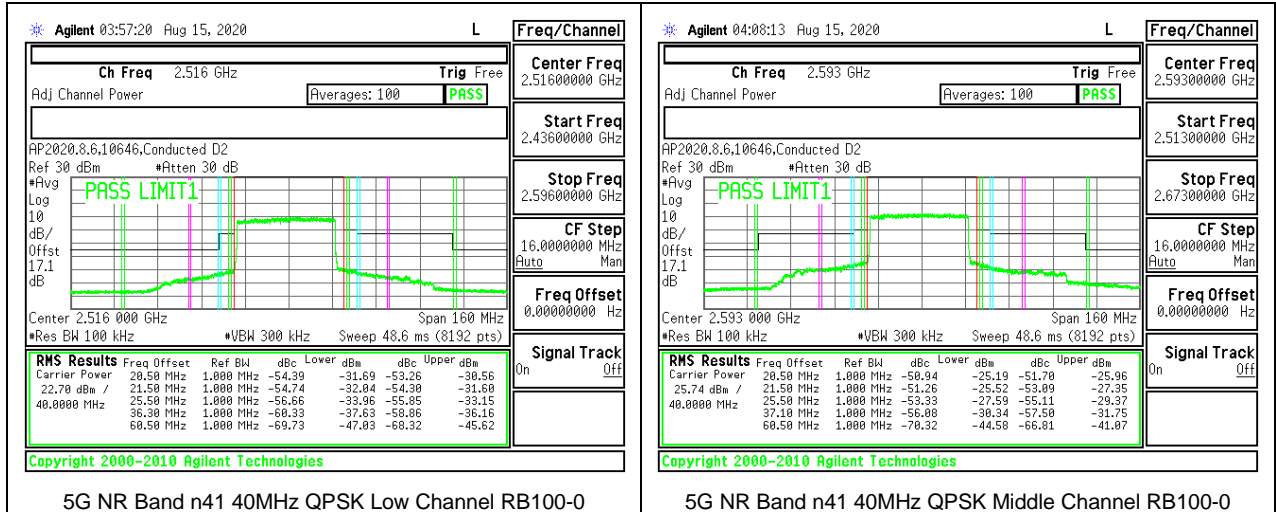 Agilent 03:57:20 Aug 15, 2020 L
Freq/Channel
Ch Freq 2.516 GHz Trig Free
Adj Channel Power Averages: 100 PASS
AP2020.8.6,10646,Conducted D2
Ref 30 dBm #Atten 30 dB
#Avg
Log
10
dB/
Offst
17.1
dB
PASS LIMIT1
Center 2.516 000 GHz Span 160 MHz
#Res BW 100 kHz #VBW 300 kHz Sweep 48.6 ms (8192 pts)
RMS Results Freq Offset Ref BW dBc Lower dBm dBc Upper dBm
Carrier Power 20.50 MHz 1.000 MHz -54.39 -31.69 -53.26 -30.56
22.70 dBm / 21.50 MHz 1.000 MHz -54.74 -32.04 -54.30 -31.60
40.0000 MHz 25.50 MHz 1.000 MHz -56.66 -33.96 -55.85 -33.15
36.30 MHz 1.000 MHz -60.33 -37.63 -58.86 -36.16
60.50 MHz 1.000 MHz -69.73 -47.03 -68.32 -45.62
Center Freq
2.51600000 GHz
Start Freq
2.43600000 GHz
Stop Freq
2.59600000 GHz
CF Step
16.0000000 MHz
Auto Man
Freq Offset
0.00000000 Hz
Signal Track
On Off
Copyright 2000-2010 Agilent Technologies
5G NR Band n41 40MHz QPSK Low Channel RB100-0
Agilent 04:08:13 Aug 15, 2020 L
Freq/Channel
Ch Freq 2.593 GHz Trig Free
Adj Channel Power Averages: 100 PASS
AP2020.8.6,10646,Conducted D2
Ref 30 dBm #Atten 30 dB
#Avg
Log
10
dB/
Offst
17.1
dB
PASS LIMIT1
Center 2.593 000 GHz Span 160 MHz
#Res BW 100 kHz #VBW 300 kHz Sweep 48.6 ms (8192 pts)
RMS Results Freq Offset Ref BW dBc Lower dBm dBc Upper dBm
Carrier Power 20.50 MHz 1.000 MHz -50.94 -25.19 -51.70 -25.96
25.74 dBm / 21.50 MHz 1.000 MHz -51.26 -25.52 -53.09 -27.35
40.0000 MHz 25.50 MHz 1.000 MHz -53.33 -27.59 -55.11 -29.37
37.10 MHz 1.000 MHz -56.08 -30.34 -57.50 -31.75
60.50 MHz 1.000 MHz -70.32 -44.58 -66.81 -41.07
Center Freq
2.59300000 GHz
Start Freq
2.51300000 GHz
Stop Freq
2.67300000 GHz
CF Step
16.0000000 MHz
Auto Man
Freq Offset
0.00000000 Hz
Signal Track
On Off
Copyright 2000-2010 Agilent Technologies
5G NR Band n41 40MHz QPSK Middle Channel RB100-0